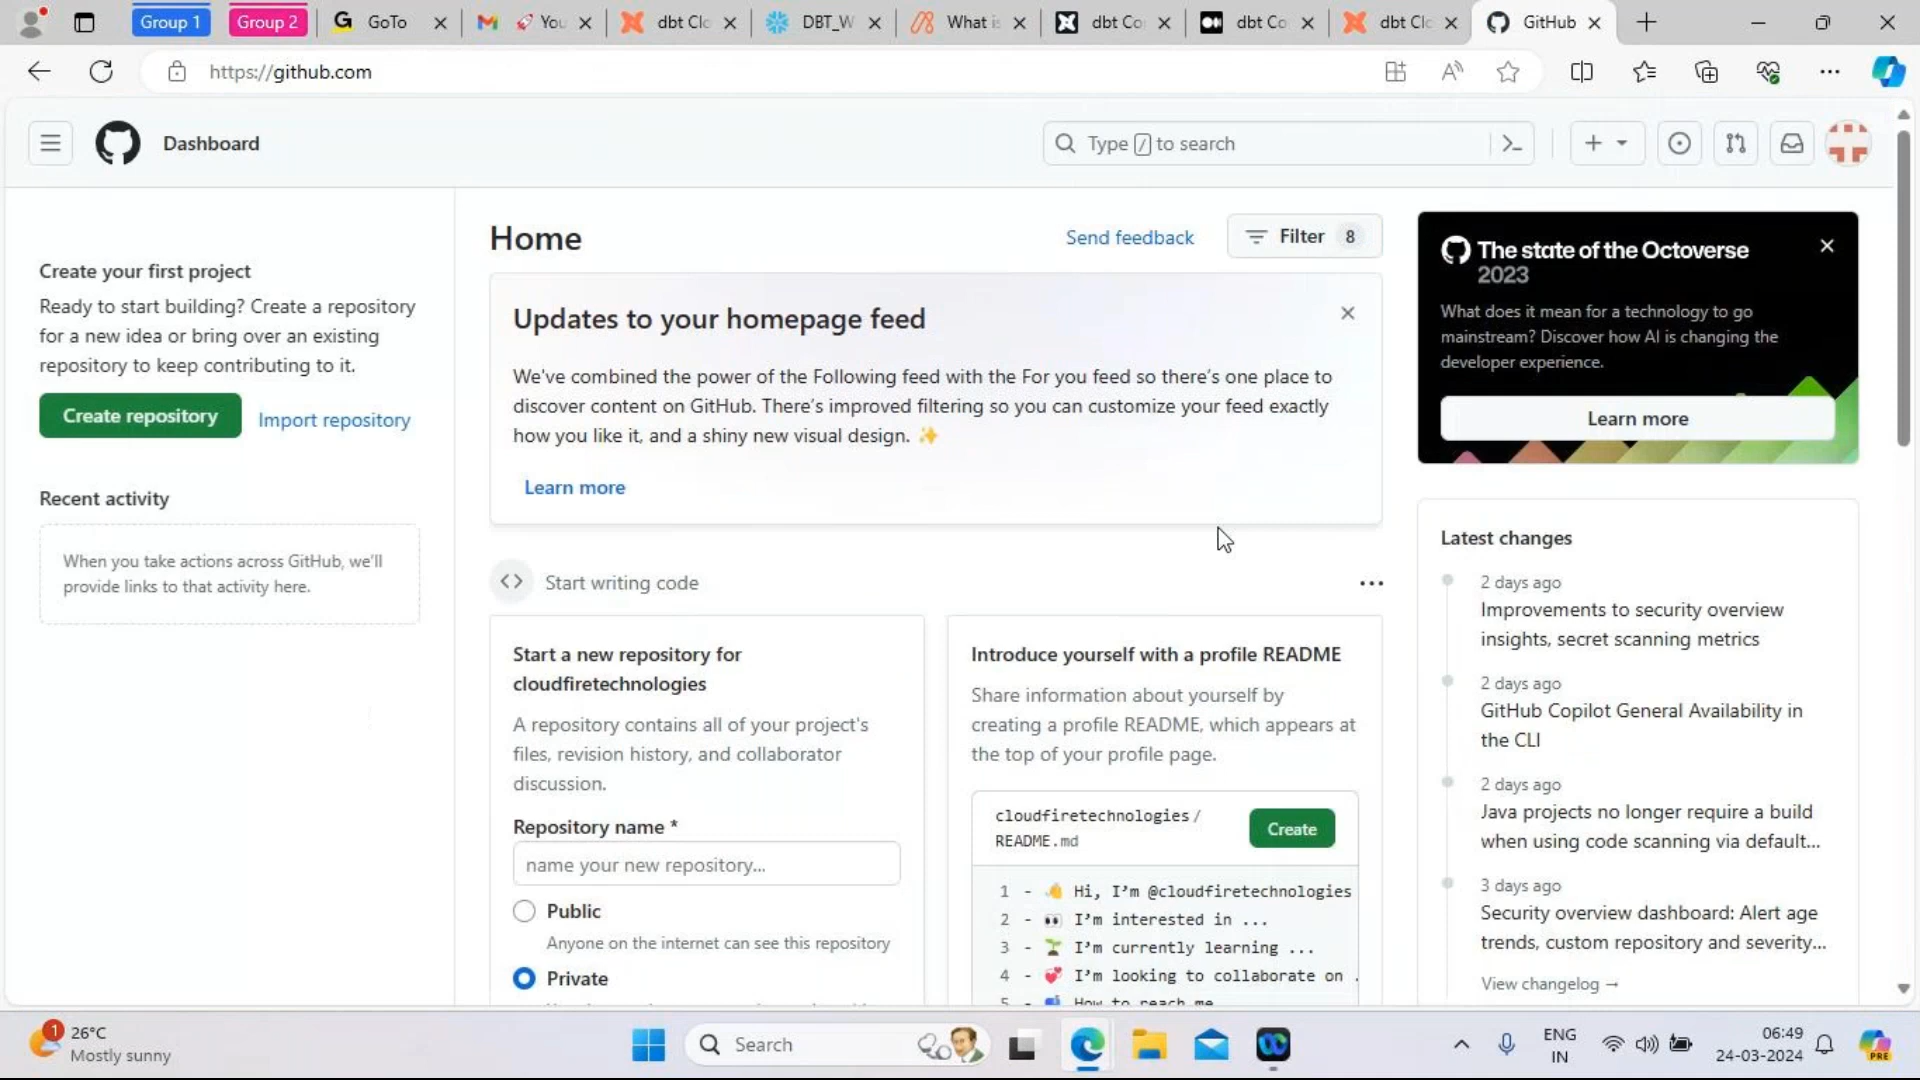 Group 1
Group 2
GoTo
You
dbt Clo
DBT_W
What is
dbt Co
dbt Co
dbt Clo
GitHub
https://github.com
Dashboard
Type / to search
Create your first project
Ready to start building? Create a repository
for a new idea or bring over an existing
repository to keep contributing to it.
Create repository
Import repository
Recent activity
When you take actions across GitHub, we'll
provide links to that activity here.
Home
Send feedback
Filter 8
Updates to your homepage feed
We've combined the power of the Following feed with the For you feed so there's one place to
discover content on GitHub. There's improved filtering so you can customize your feed exactly
how you like it, and a shiny new visual design. ✨
Learn more
Start writing code
Start a new repository for
cloudfiretechnologies
A repository contains all of your project's
files, revision history, and collaborator
discussion.
Repository name *
name your new repository...
Public
Anyone on the internet can see this repository
Private
Introduce yourself with a profile README
Share information about yourself by
creating a profile README, which appears at
the top of your profile page.
cloudfiretechnologies /
README.md
Create
1 - 👋 Hi, I'm @cloudfiretechnologies
2 - 👀 I'm interested in ...
3 - 🌱 I'm currently learning ...
4 - 💞️ I'm looking to collaborate on .
5 - 📫 How to reach me
The state of the Octoverse
2023
What does it mean for a technology to go
mainstream? Discover how AI is changing the
developer experience.
Learn more
Latest changes
2 days ago
Improvements to security overview
insights, secret scanning metrics
2 days ago
GitHub Copilot General Availability in
the CLI
2 days ago
Java projects no longer require a build
when using code scanning via default...
3 days ago
Security overview dashboard: Alert age
trends, custom repository and severity...
View changelog →
1
26°C
Mostly sunny
Search
ENG
IN
06:49
24-03-2024
PRE